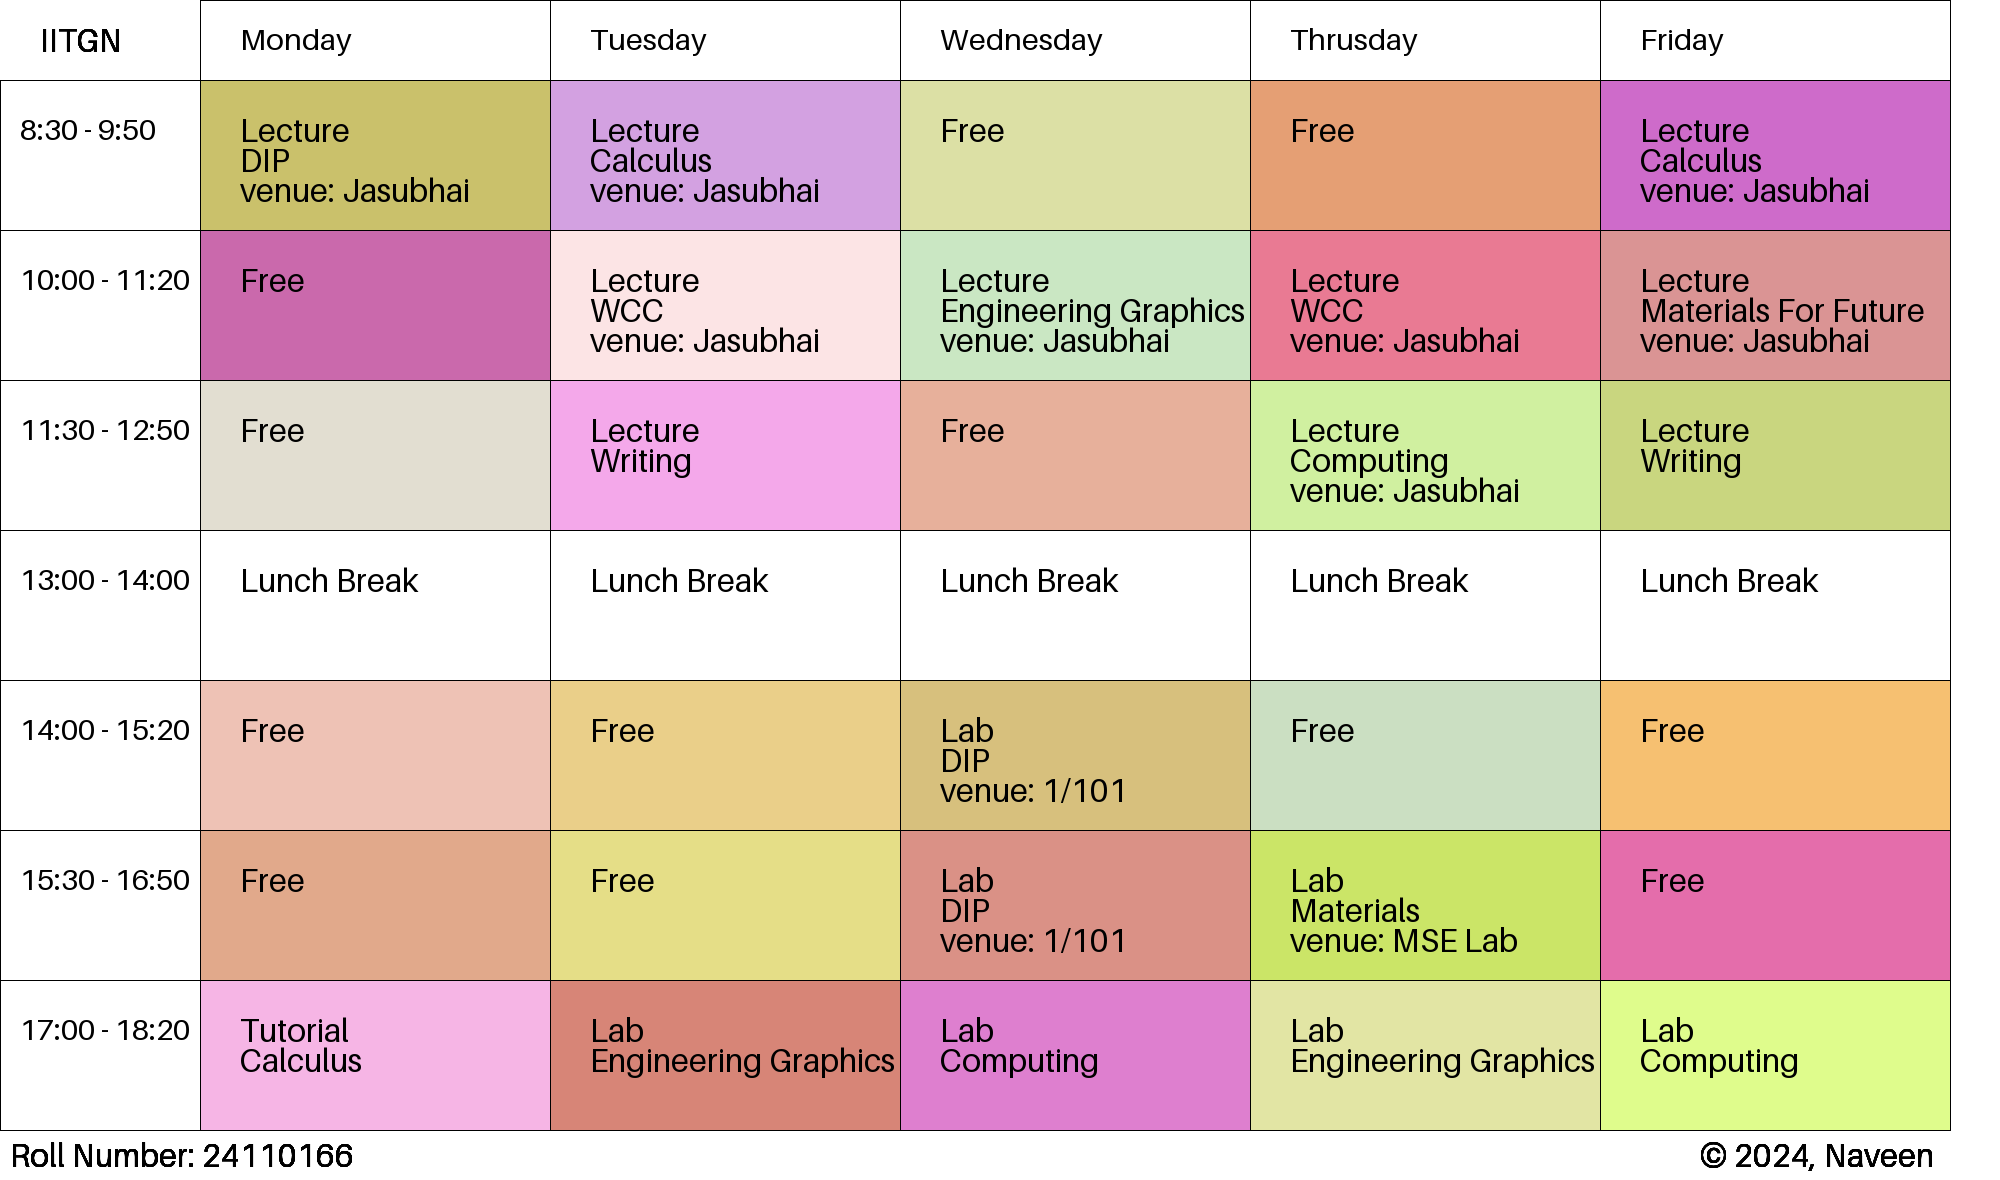 IITGN Monday Tuesday Wednesday Thrusday Friday
8:30 - 9:50
Lecture
DIP
venue: Jasubhai
Lecture
Calculus
venue: Jasubhai
Free
Free
Lecture
Calculus
venue: Jasubhai
10:00 - 11:20
Free
Lecture
WCC
venue: Jasubhai
Lecture
Engineering Graphics
venue: Jasubhai
Lecture
WCC
venue: Jasubhai
Lecture
Materials For Future
venue: Jasubhai
11:30 - 12:50
Free
Lecture
Writing
Free
Lecture
Computing
venue: Jasubhai
Lecture
Writing
13:00 - 14:00
Lunch Break
Lunch Break
Lunch Break
Lunch Break
Lunch Break
14:00 - 15:20
Free
Free
Lab
DIP
venue: 1/101
Free
Free
15:30 - 16:50
Free
Free
Lab
DIP
venue: 1/101
Lab
Materials
venue: MSE Lab
Free
17:00 - 18:20
Tutorial
Calculus
Lab
Engineering Graphics
Lab
Computing
Lab
Engineering Graphics
Lab
Computing
Roll Number: 24110166
© 2024, Naveen